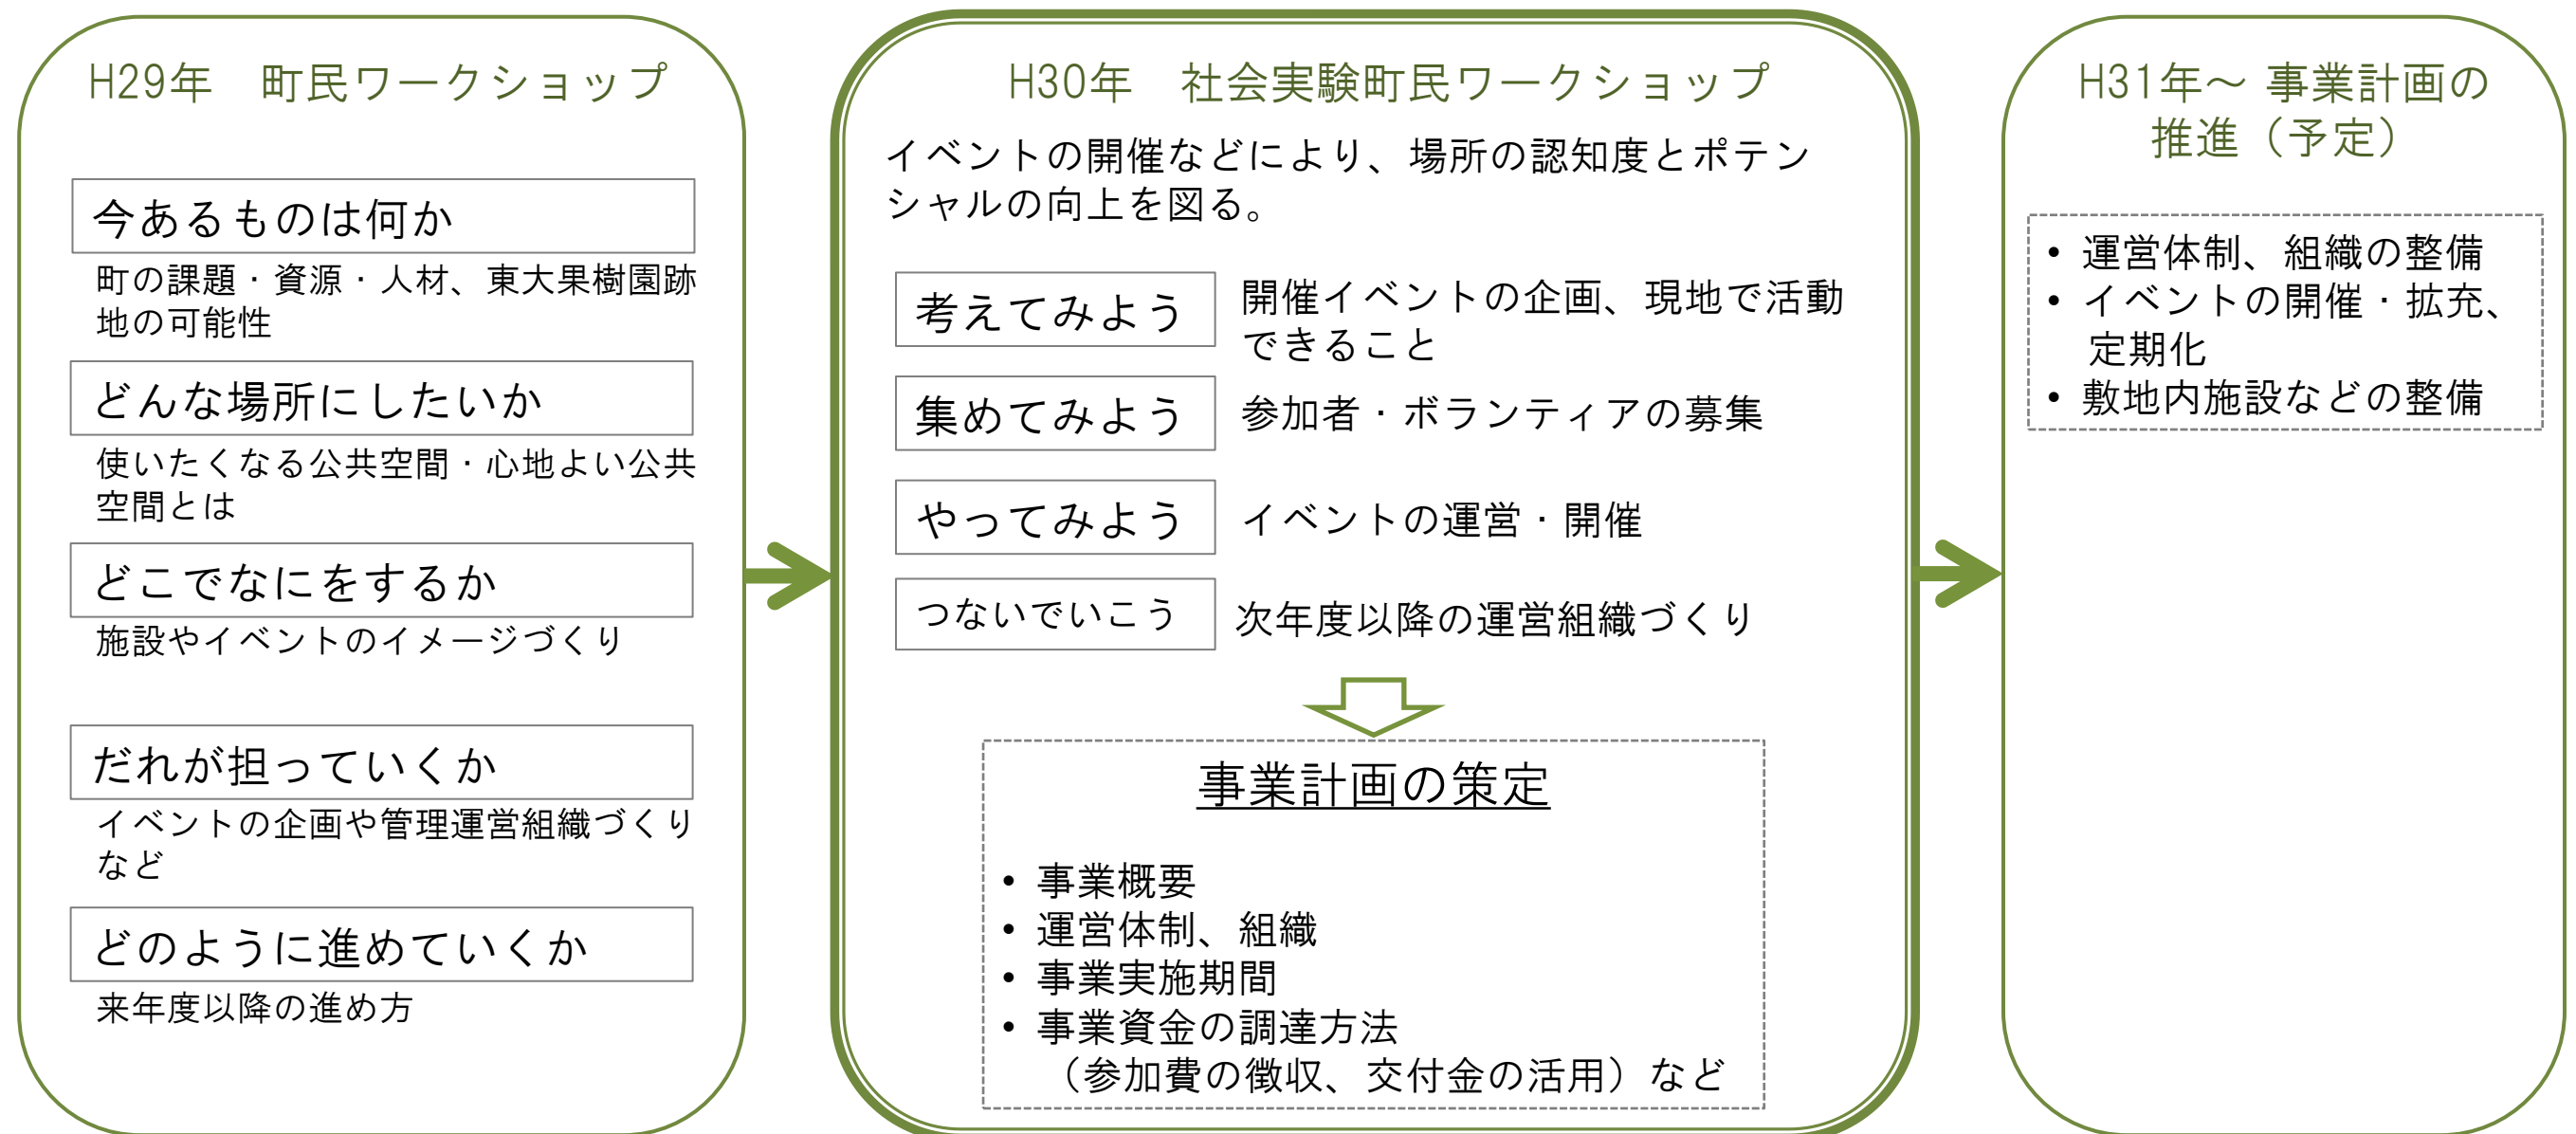 H29年　町民ワークショップ
今あるものは何か
町の課題・資源・人材、東大果樹園跡
地の可能性
どんな場所にしたいか
使いたくなる公共空間・心地よい公共
空間とは
どこでなにをするか
施設やイベントのイメージづくり
だれが担っていくか
イベントの企画や管理運営組織づくり
など
どのように進めていくか
来年度以降の進め方
H30年　社会実験町民ワークショップ
イベントの開催などにより、場所の認知度とポテン
シャルの向上を図る。
考えてみよう
開催イベントの企画、現地で活動
できること
集めてみよう
参加者・ボランティアの募集
やってみよう
イベントの運営・開催
つないでいこう
次年度以降の運営組織づくり
事業計画の策定
• 事業概要
• 運営体制、組織
• 事業実施期間
• 事業資金の調達方法
（参加費の徴収、交付金の活用）など
H31年～ 事業計画の
推進（予定）
• 運営体制、組織の整備
• イベントの開催・拡充、
定期化
• 敷地内施設などの整備